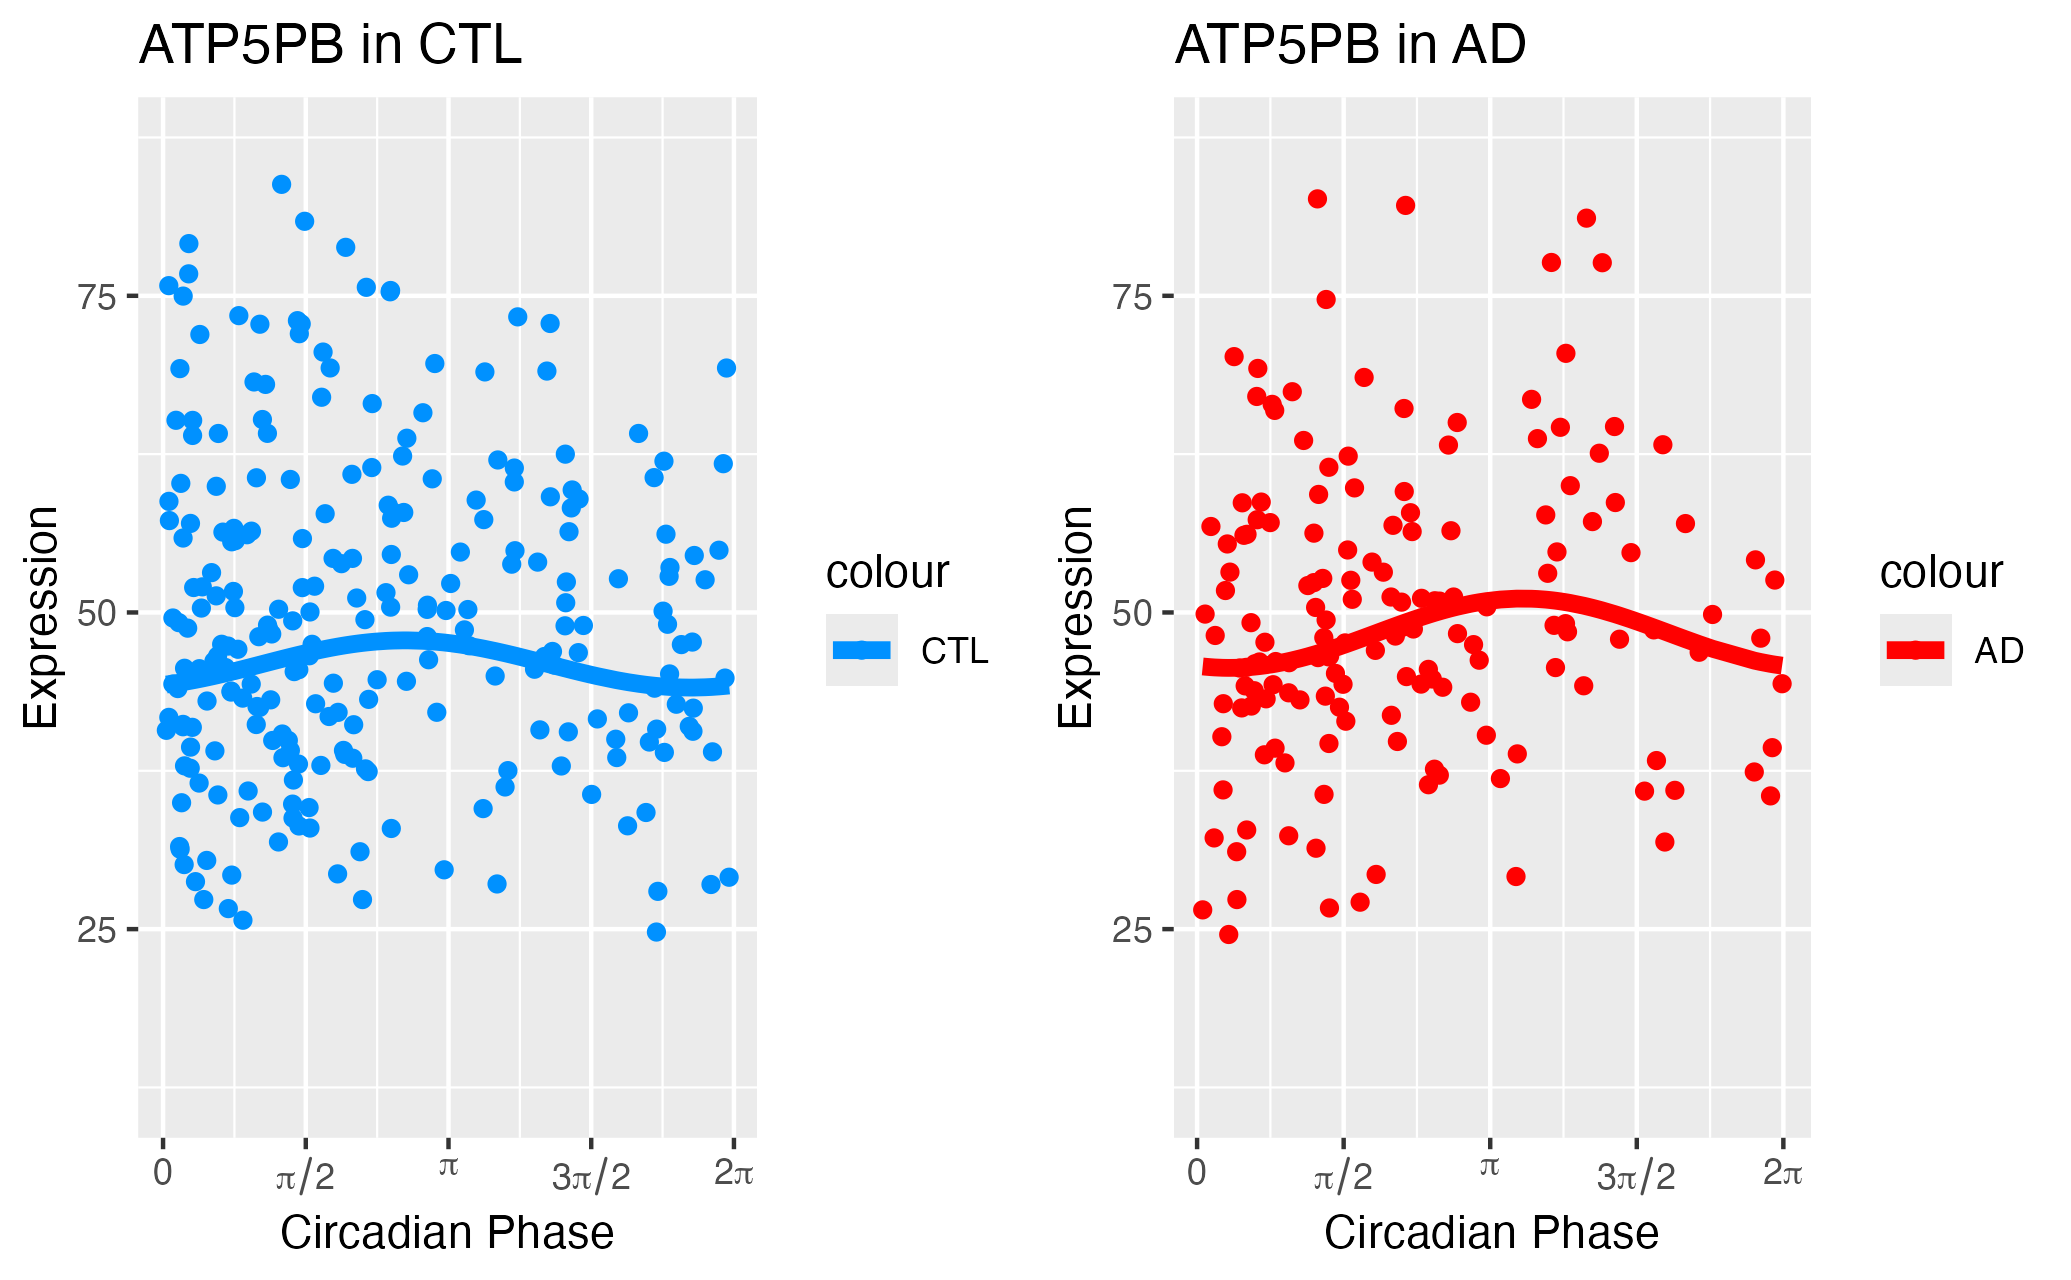 ATP5PB in CTL
Expression
75
50
25
0
π/2
π
3π/2
2π
Circadian Phase
colour
CTL
ATP5PB in AD
Expression
75
50
25
0
π/2
π
3π/2
2π
Circadian Phase
colour
AD